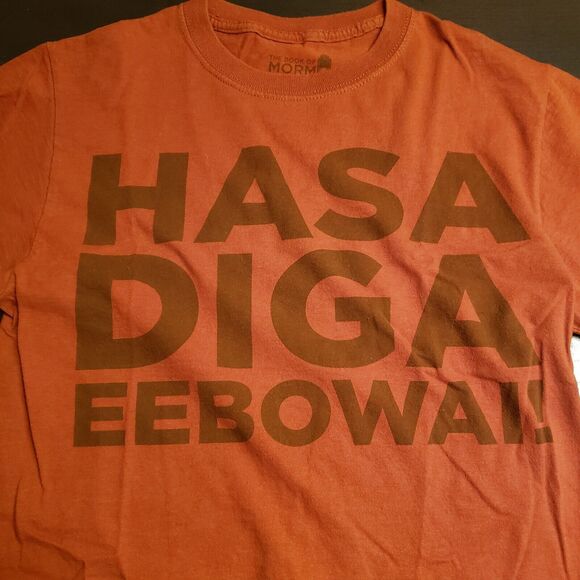 THE BOOK OF
MORM
HASA
DIGA
EEBOWAI!